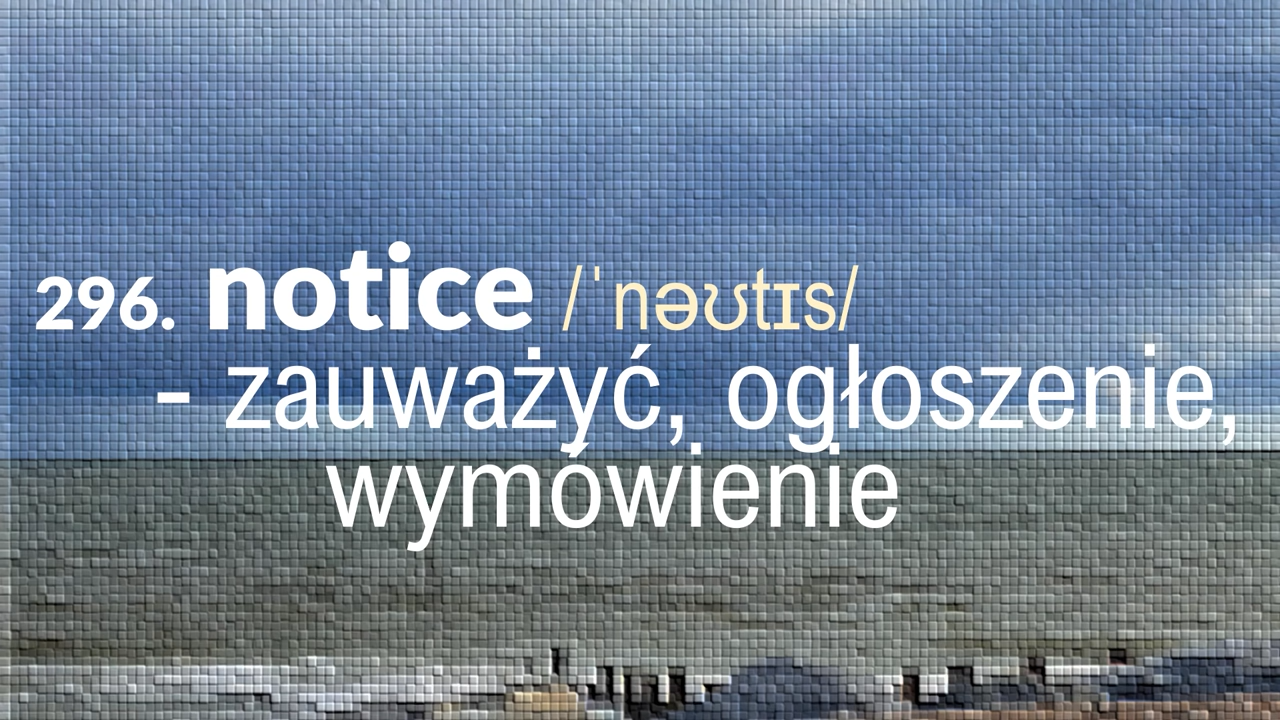 296. notice /ˈnəʊtɪs/
- zauważyć, ogłoszenie,
wymówienie